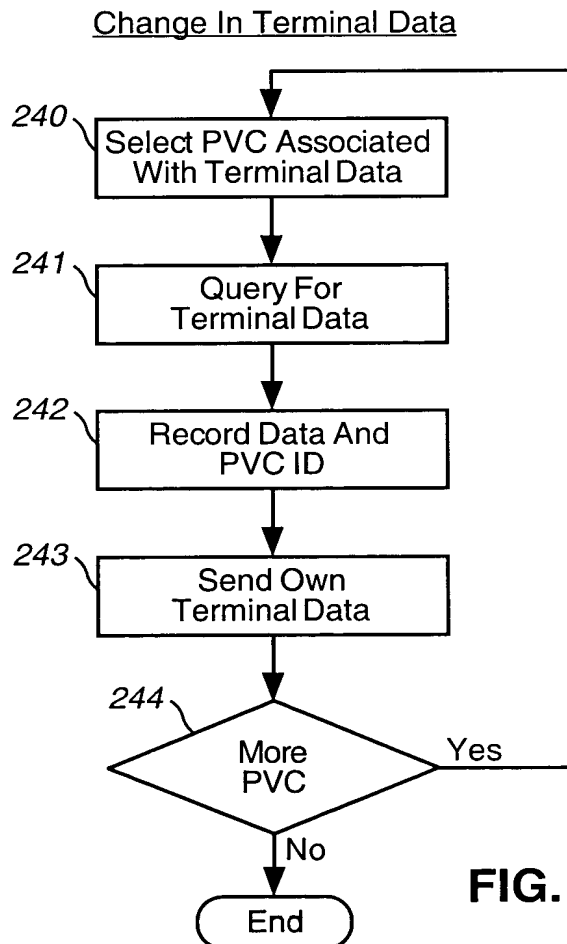 Change In Terminal Data
240
Select PVC Associated
With Terminal Data
241
Query For
Terminal Data
242
Record Data And
PVC ID
243
Send Own
Terminal Data
244
More
PVC
Yes
No
End
FIG.